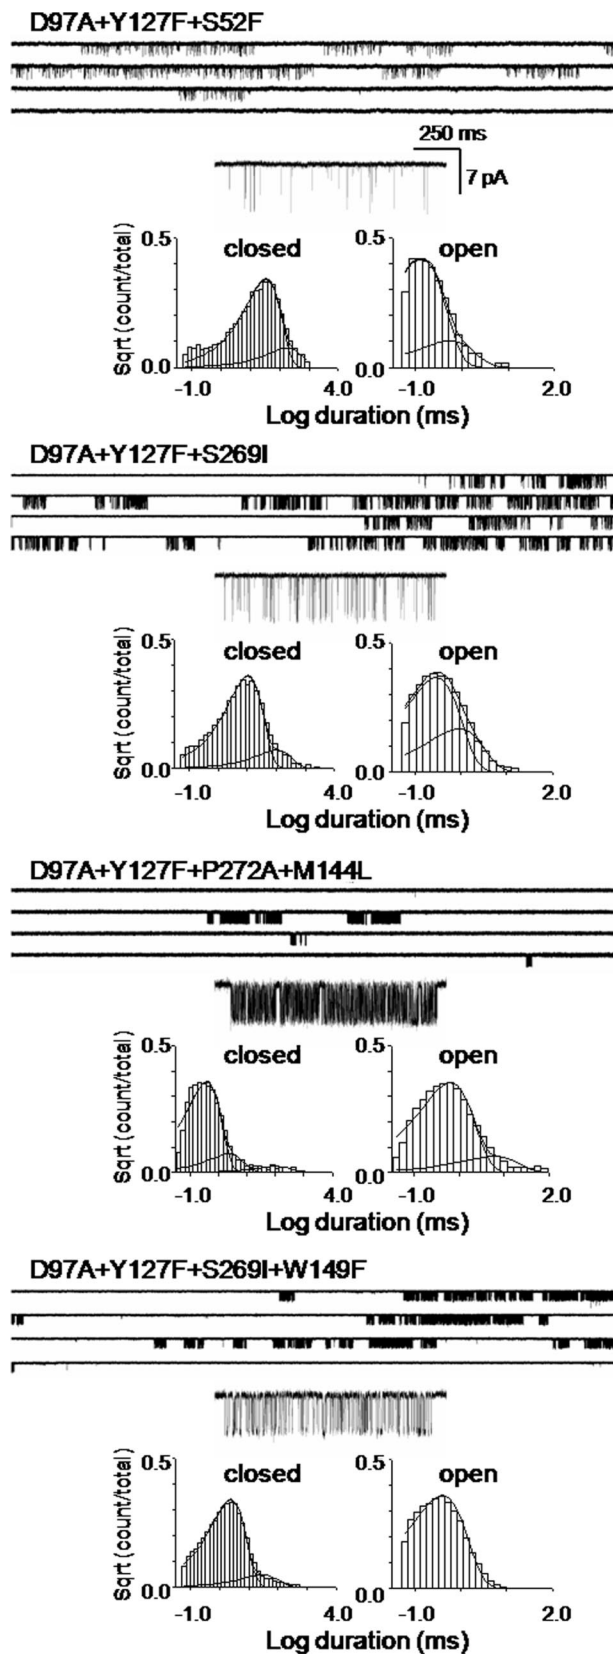 D97A+Y127F+S52F
250 ms
7 pA
closed open
Sqrt (count/total)
0.5 0.5
0.0 0.0
-1.0 4.0 -1.0 2.0
Log duration (ms)
D97A+Y127F+S269I
closed open
Sqrt (count/total)
0.5 0.5
0.0 0.0
-1.0 4.0 -1.0 2.0
Log duration (ms)
D97A+Y127F+P272A+M144L
closed open
Sqrt (count/total)
0.5 0.5
0.0 0.0
-1.0 4.0 -1.0 2.0
Log duration (ms)
D97A+Y127F+S269I+W149F
closed open
Sqrt (count/total)
0.5 0.5
0.0 0.0
-1.0 4.0 -1.0 2.0
Log duration (ms)